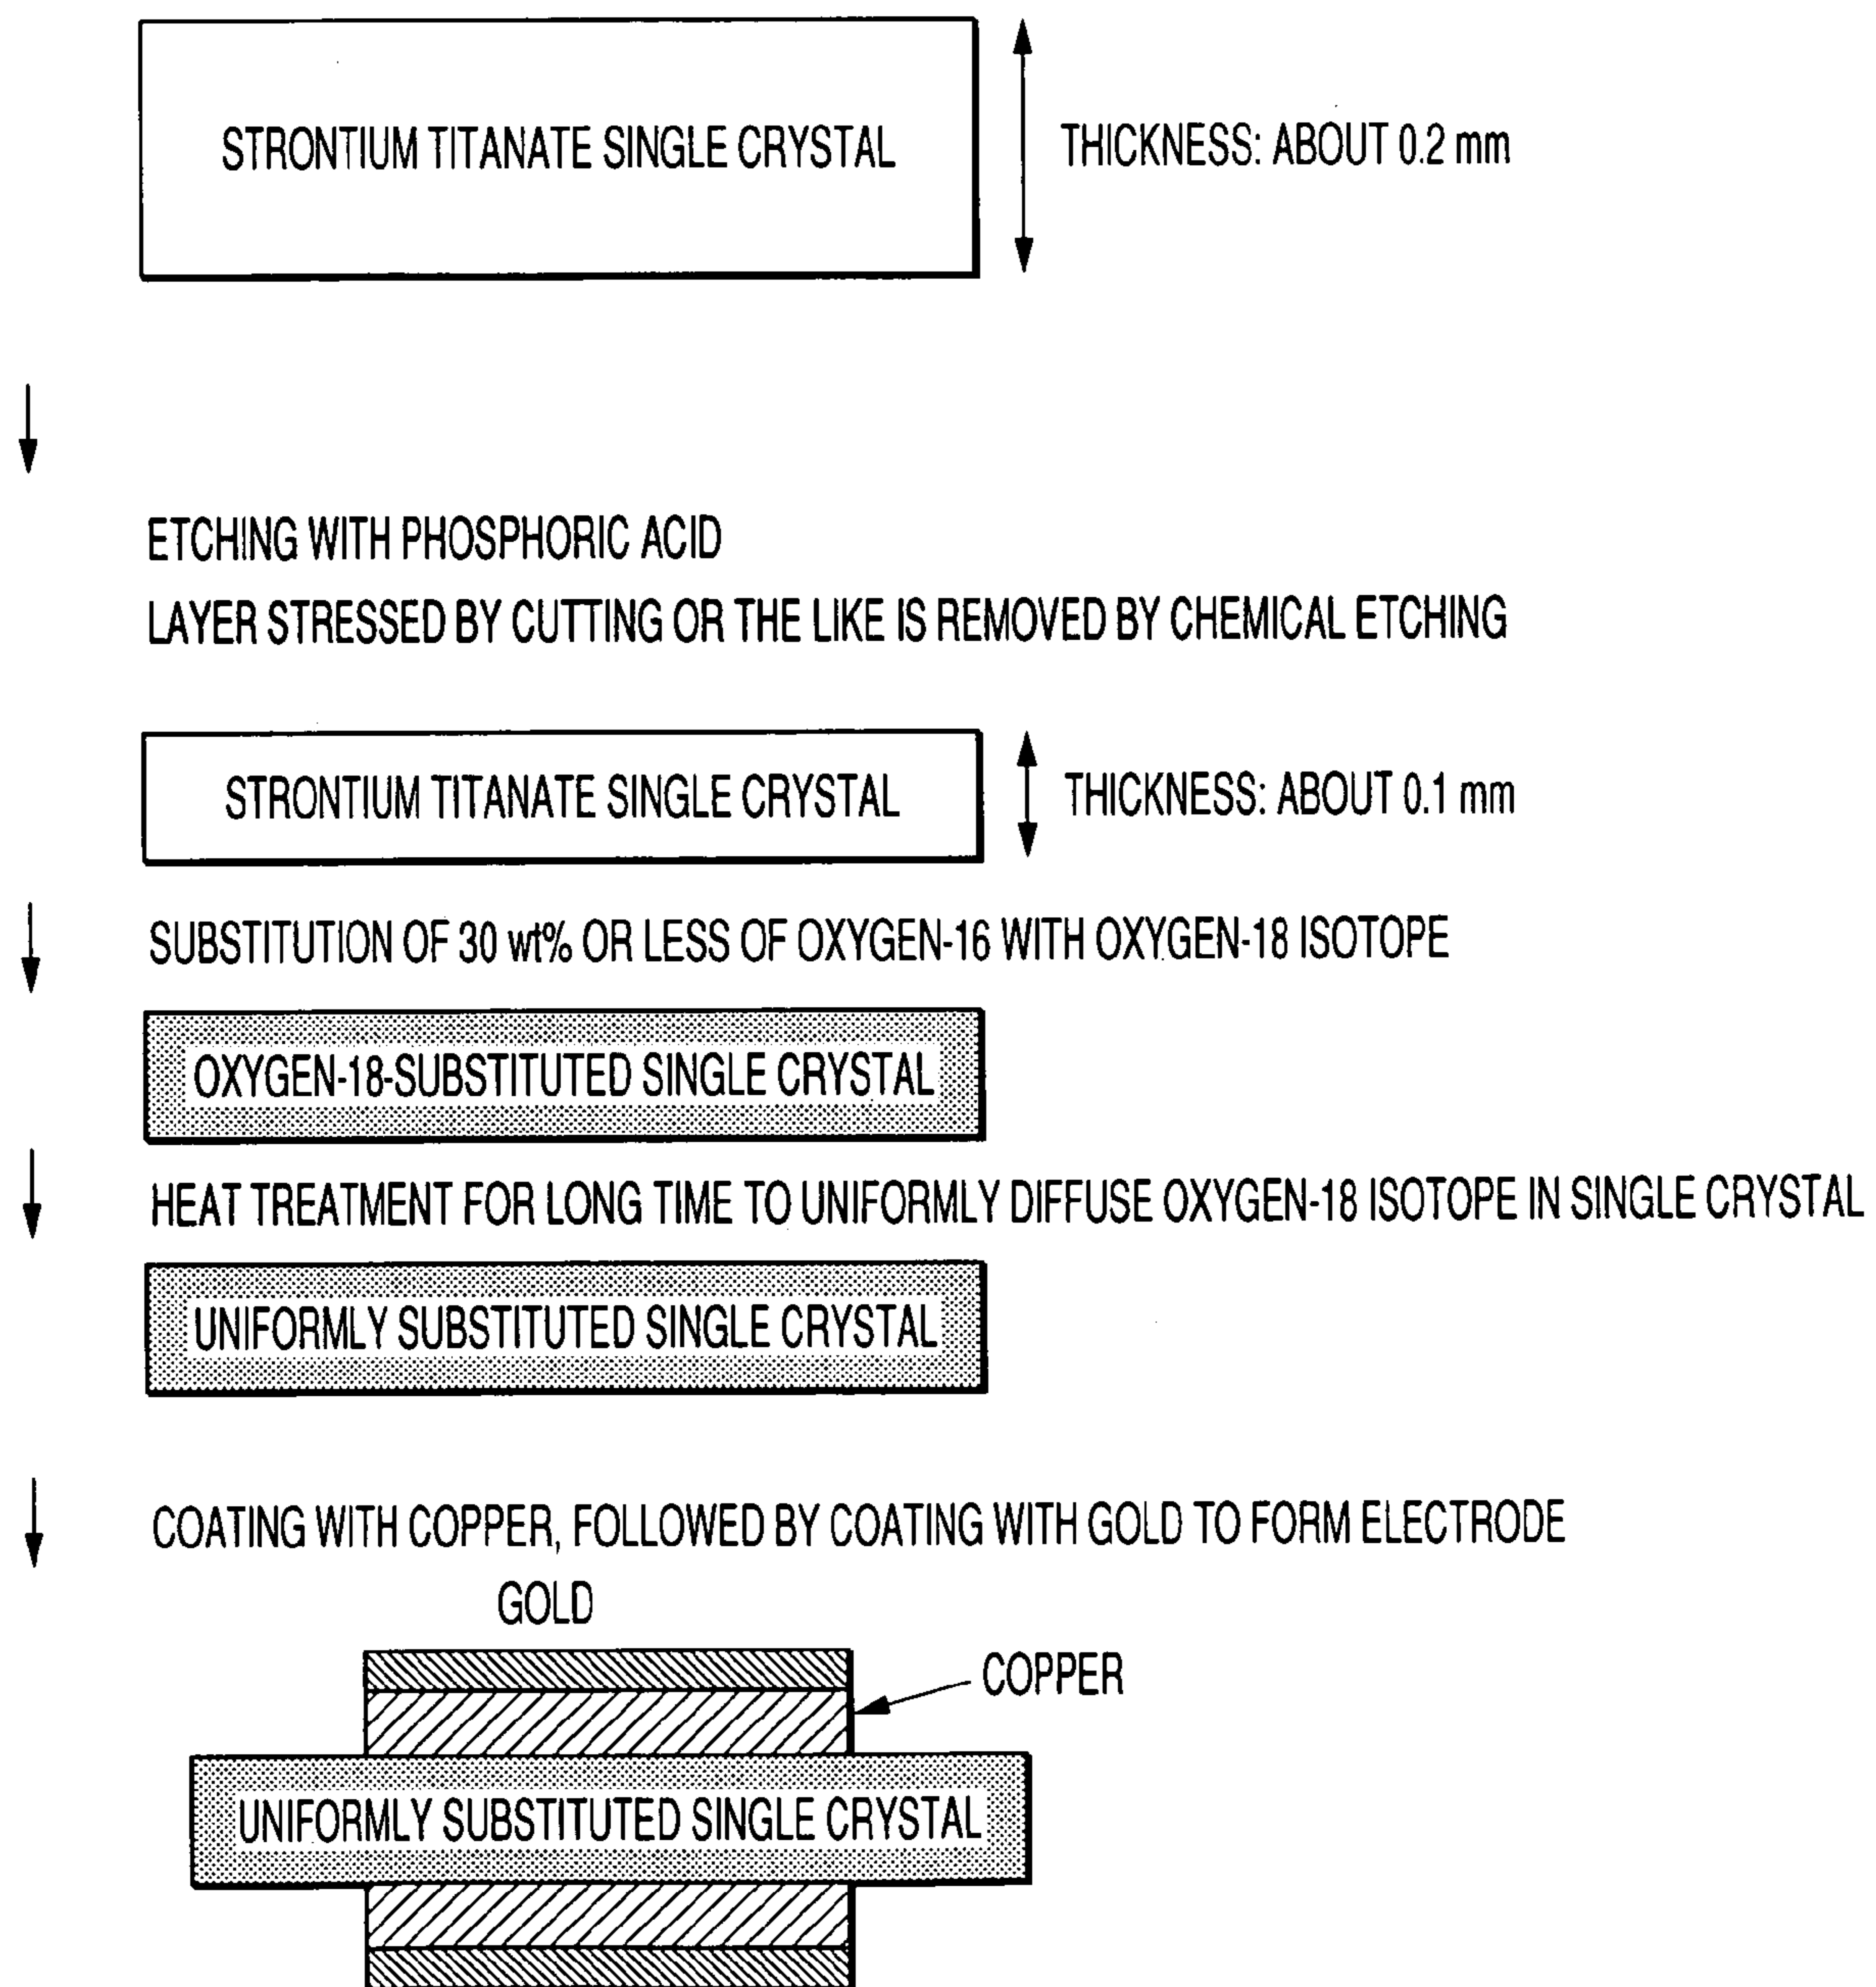 STRONTIUM TITANATE SINGLE CRYSTAL
THICKNESS: ABOUT 0.2 mm
ETCHING WITH PHOSPHORIC ACID
LAYER STRESSED BY CUTTING OR THE LIKE IS REMOVED BY CHEMICAL ETCHING
STRONTIUM TITANATE SINGLE CRYSTAL
THICKNESS: ABOUT 0.1 mm
SUBSTITUTION OF 30 wt% OR LESS OF OXYGEN-16 WITH OXYGEN-18 ISOTOPE
OXYGEN-18-SUBSTITUTED SINGLE CRYSTAL
HEAT TREATMENT FOR LONG TIME TO UNIFORMLY DIFFUSE OXYGEN-18 ISOTOPE IN SINGLE CRYSTAL
UNIFORMLY SUBSTITUTED SINGLE CRYSTAL
COATING WITH COPPER, FOLLOWED BY COATING WITH GOLD TO FORM ELECTRODE
GOLD
COPPER
UNIFORMLY SUBSTITUTED SINGLE CRYSTAL